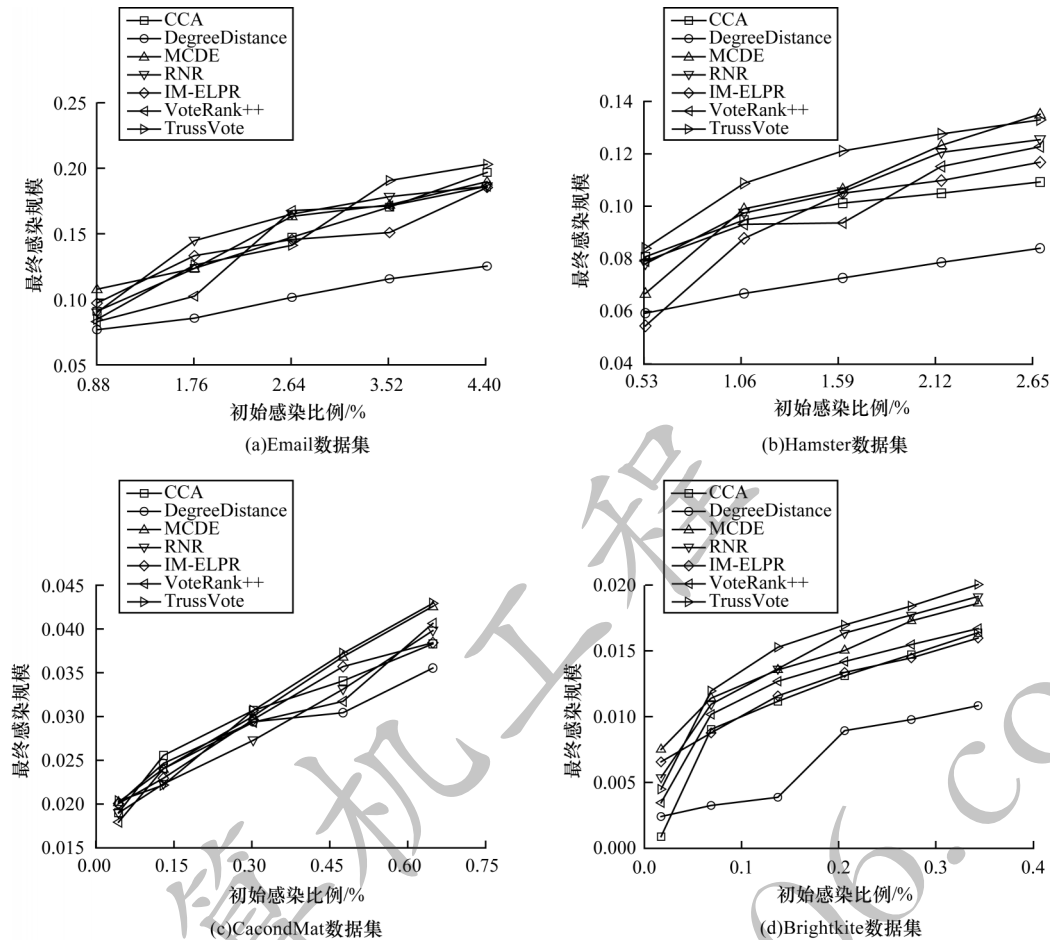 CCA
DegreeDistance
MCDE
RNR
IM-ELPR
VoteRank++
TrussVote
0.25
0.20
0.15
0.10
0.05
最终感染规模
0.88 1.76 2.64 3.52 4.40
初始感染比例/%
(a)Email数据集
CCA
DegreeDistance
MCDE
RNR
IM-ELPR
VoteRank++
TrussVote
0.14
0.12
0.10
0.08
0.06
0.04
最终感染规模
0.53 1.06 1.59 2.12 2.65
初始感染比例/%
(b)Hamster数据集
CCA
DegreeDistance
MCDE
RNR
IM-ELPR
VoteRank++
TrussVote
0.045
0.040
0.035
0.030
0.025
0.020
0.015
最终感染规模
0.00 0.15 0.30 0.45 0.60 0.75
初始感染比例/%
(c)CacondMat数据集
CCA
DegreeDistance
MCDE
RNR
IM-ELPR
VoteRank++
TrussVote
0.020
0.015
0.010
0.005
0.000
最终感染规模
0.0 0.1 0.2 0.3 0.4
初始感染比例/%
(d)Brightkite数据集
算机工程
06.co